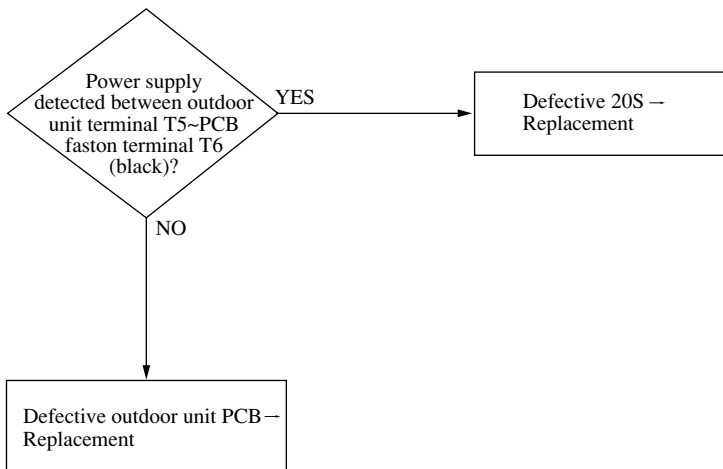 Power supply
detected between outdoor
unit terminal T5~PCB
faston terminal T6
(black)?
YES
Defective 20S →
Replacement
NO
Defective outdoor unit PCB →
Replacement